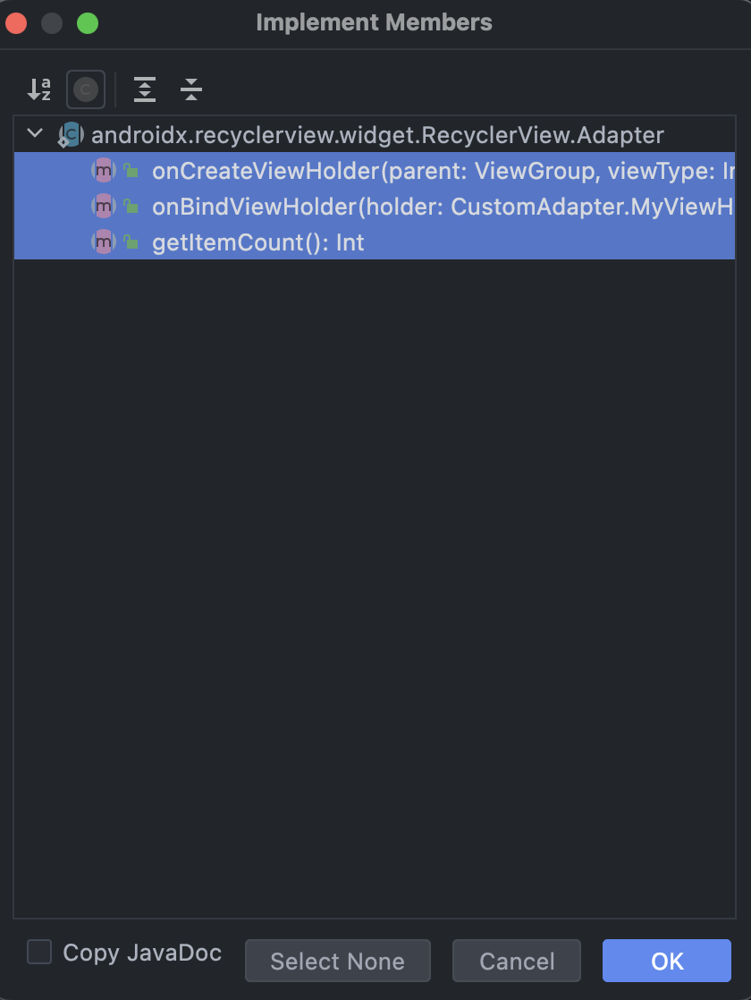 Implement Members
androidx.recyclerview.widget.RecyclerView.Adapter
onCreateViewHolder(parent: ViewGroup, viewType:
onBindViewHolder(holder: CustomAdapter.MyViewH
getItemCount(): Int
Copy JavaDoc
Select None
Cancel
OK